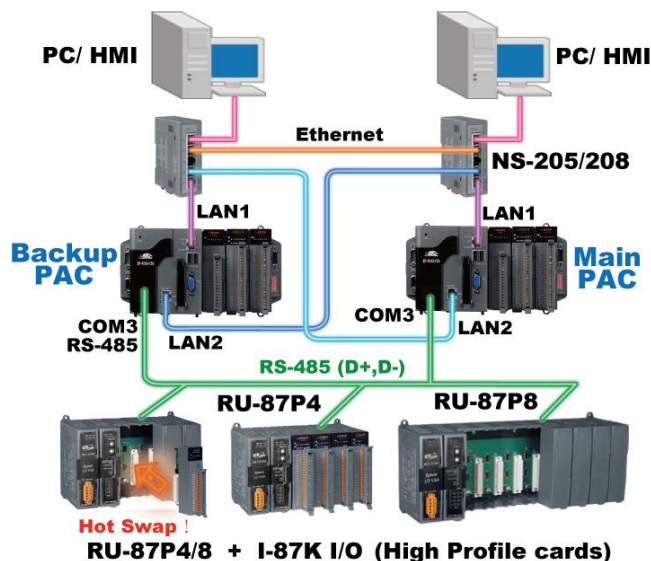 PC/ HMI
PC/ HMI
Ethernet
NS-205/208
LAN1
LAN1
Backup
PAC
Main
PAC
COM3
RS-485
LAN2
COM3
LAN2
RS-485 (D+,D-)
RU-87P4
RU-87P8
Hot Swap !
RU-87P4/8 + I-87K I/O (High Profile cards)